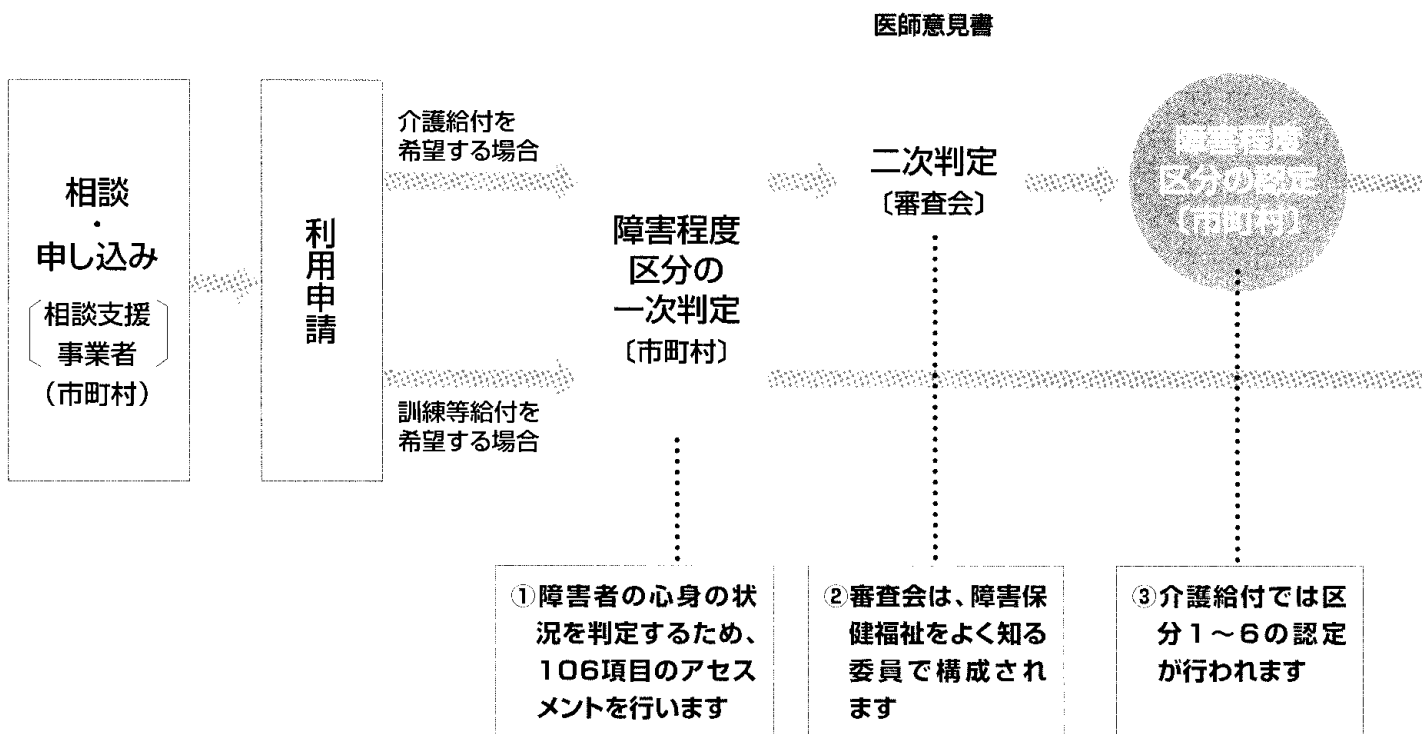 医師意見書
相談
・
申し込み
相談支援
事業者
（市町村）
利用申請
介護給付を
希望する場合
訓練等給付を
希望する場合
障害程度
区分の
一次判定
〔市町村〕
二次判定
〔審査会〕
障害程度
区分の認定
〔市町村〕
①障害者の心身の状
況を判定するため、
106項目のアセス
メントを行います
②審査会は、障害保
健福祉をよく知る
委員で構成され
ます
③介護給付では区
分1～6の認定
が行われます